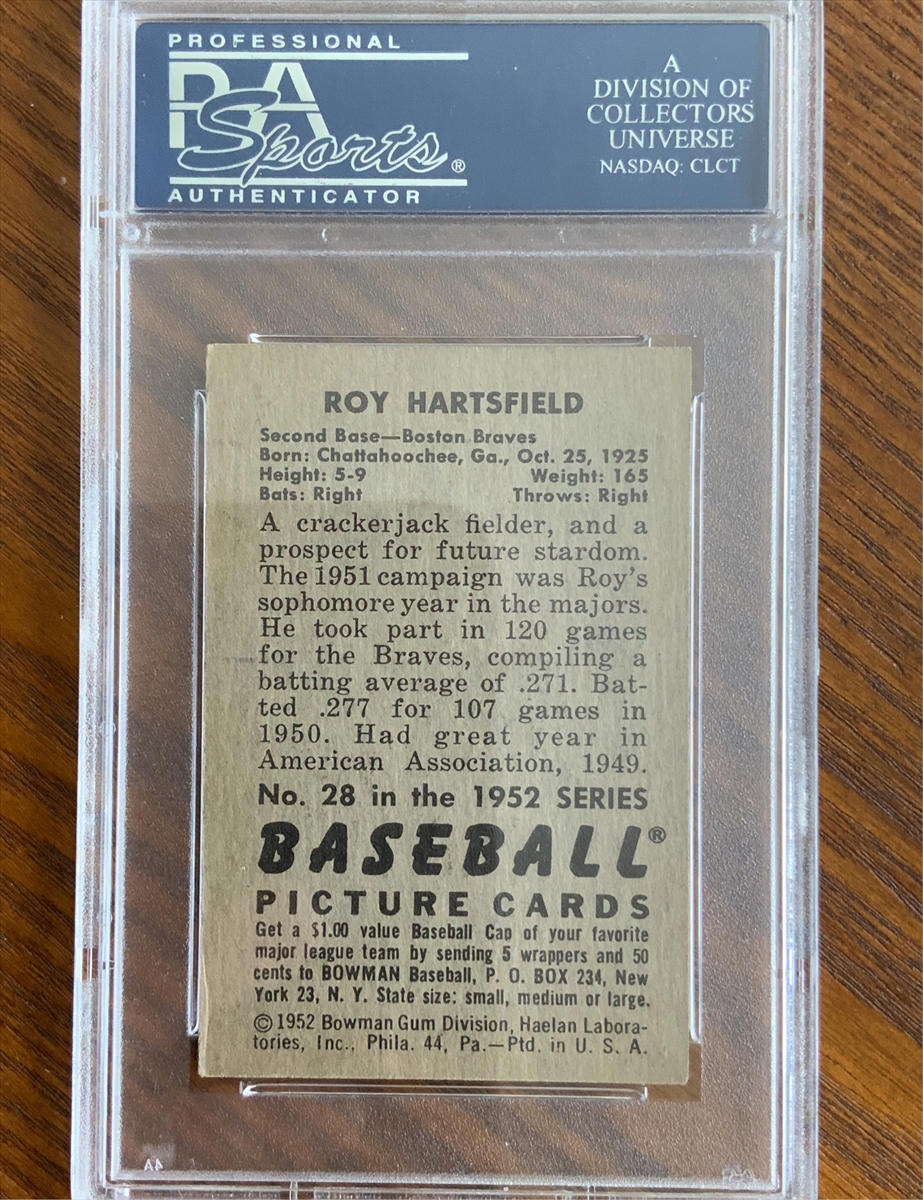 PROFESSIONAL
PSA
Sports®
AUTHENTICATOR
A
DIVISION OF
COLLECTORS
UNIVERSE
NASDAQ: CLCT
ROY HARTSFIELD
Second Base—Boston Braves
Born: Chattahoochee, Ga., Oct. 25, 1925
Height: 5-9 Weight: 165
Bats: Right Throws: Right
A crackerjack fielder, and a
prospect for future stardom.
The 1951 campaign was Roy's
sophomore year in the majors.
He took part in 120 games
for the Braves, compiling a
batting average of .271. Bat-
ted .277 for 107 games in
1950. Had great year in
American Association, 1949.
No. 28 in the 1952 SERIES
BASEBALL®
PICTURE CARDS
Get a $1.00 value Baseball Cap of your favorite
major league team by sending 5 wrappers and 50
cents to BOWMAN Baseball, P. O. BOX 234, New
York 23, N. Y. State size: small, medium or large.
©1952 Bowman Gum Division, Haelan Labora-
tories, Inc., Phila. 44, Pa.—Ptd. in U. S. A.